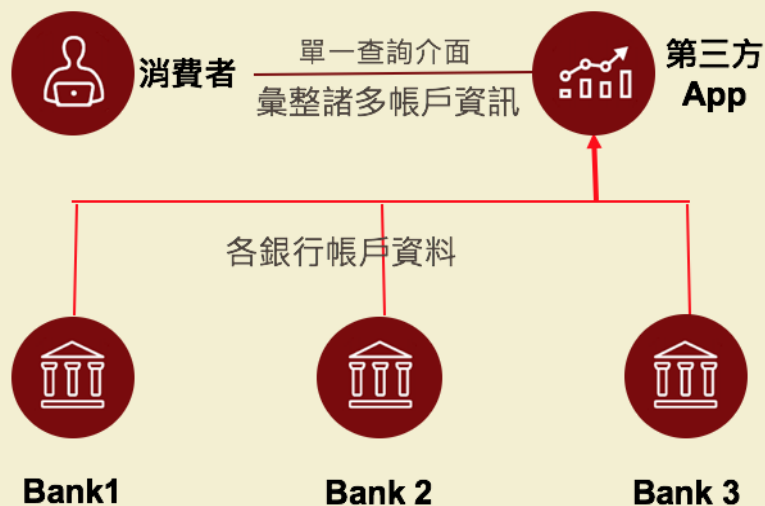 消費者
單一查詢介面
彙整諸多帳戶資訊
第三方
App
各銀行帳戶資料
Bank1
Bank 2
Bank 3